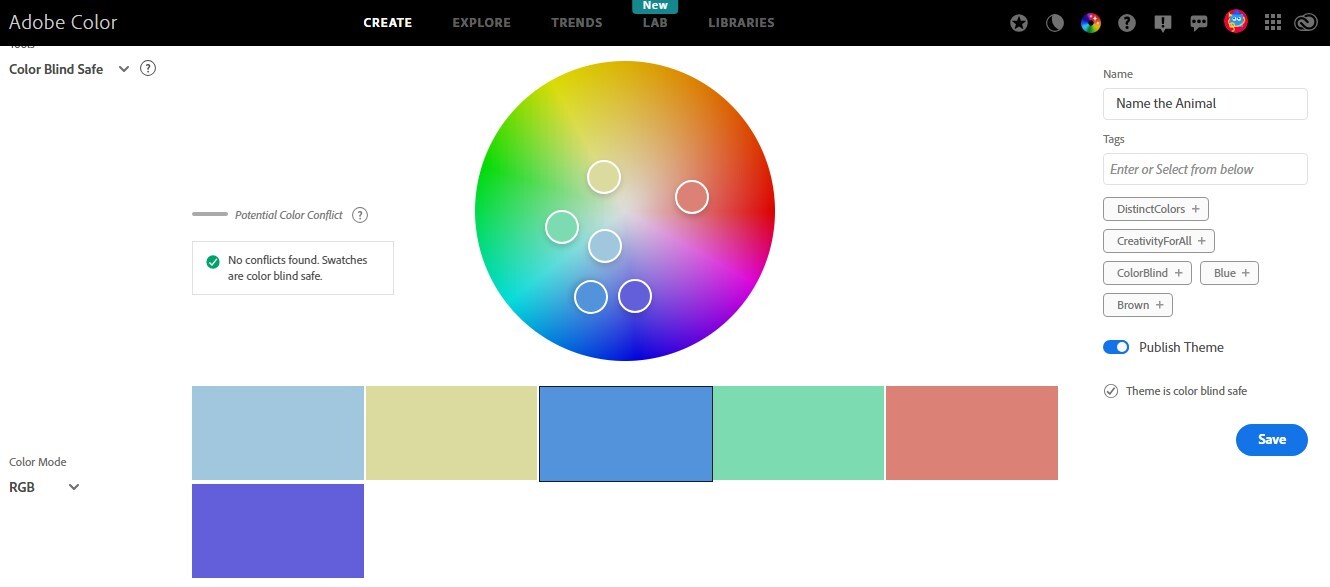 Adobe Color
CREATE
EXPLORE
TRENDS
New
LAB
LIBRARIES
Tools
Color Blind Safe
?
Potential Color Conflict
?
No conflicts found. Swatches
are color blind safe.
Color Mode
RGB
Name
Name the Animal
Tags
Enter or Select from below
DistinctColors +
CreativityForAll +
ColorBlind +
Blue +
Brown +
Publish Theme
Theme is color blind safe
Save